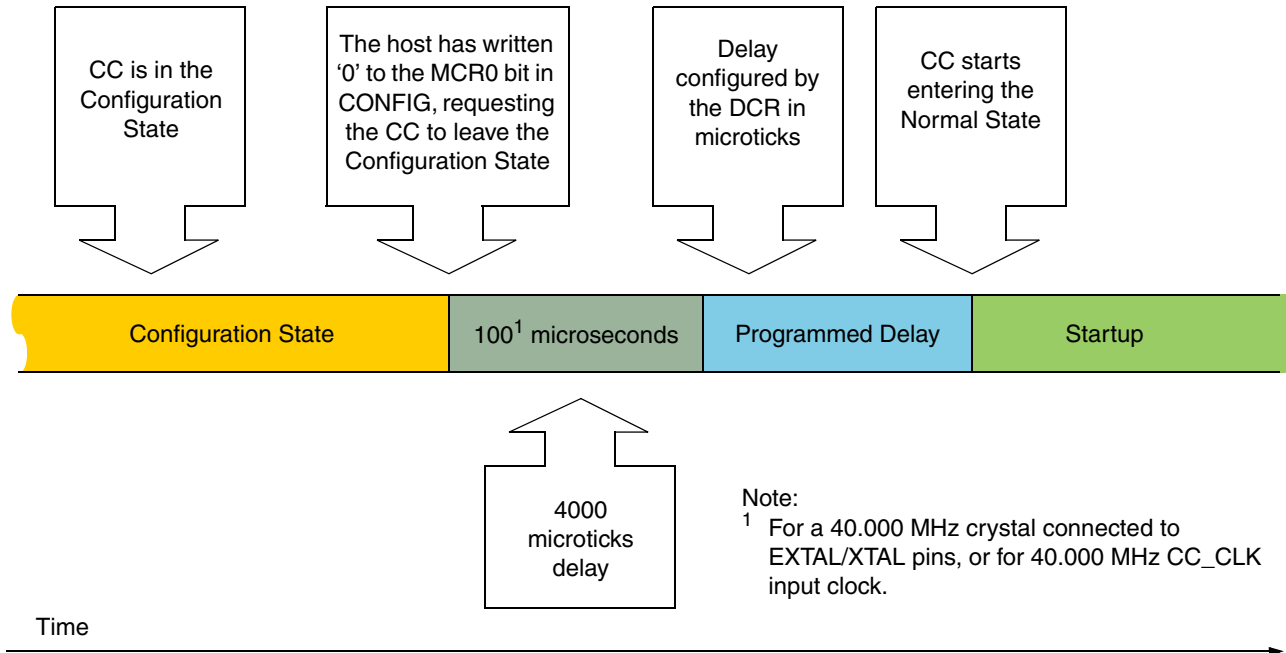 CC is in the
Configuration
State
The host has written
‘0’ to the MCR0 bit in
CONFIG, requesting
the CC to leave the
Configuration State
Delay
configured by
the DCR in
microticks
CC starts
entering the
Normal State
Configuration State
100¹ microseconds
Programmed Delay
Startup
4000
microticks
delay
Note:
¹ For a 40.000 MHz crystal connected to
EXTAL/XTAL pins, or for 40.000 MHz CC_CLK
input clock.
Time